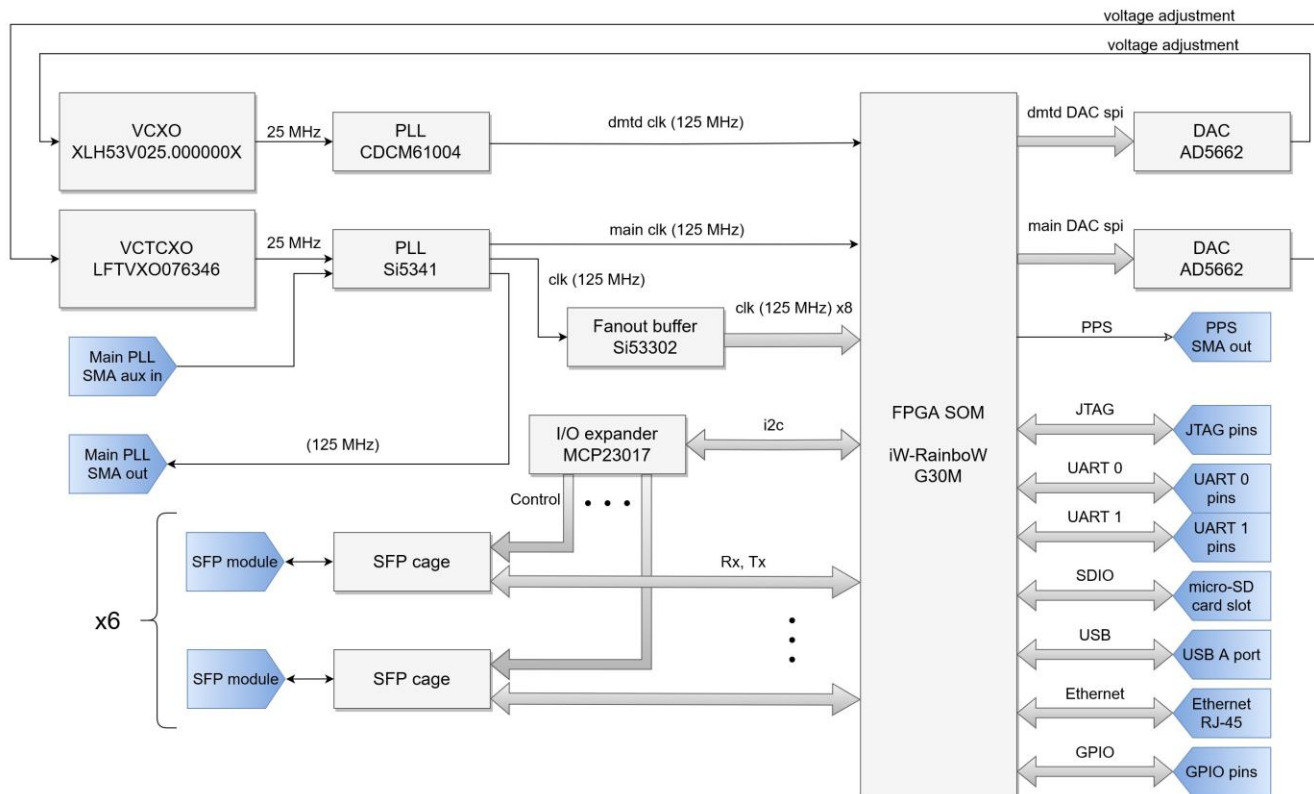 voltage adjustment
voltage adjustment
VCXO
XLH53V025.000000X
25 MHz
PLL
CDCM61004
dmtd clk (125 MHz)
dmtd DAC spi
DAC
AD5662
VCTCXO
LFTVXO076346
25 MHz
PLL
Si5341
main clk (125 MHz)
main DAC spi
DAC
AD5662
clk (125 MHz)
Fanout buffer
Si53302
clk (125 MHz) x8
PPS
PPS
SMA out
Main PLL
SMA aux in
Main PLL
SMA out
(125 MHz)
I/O expander
MCP23017
i2c
FPGA SOM
iW-RainboW
G30M
Control
JTAG
JTAG pins
UART 0
UART 0
pins
UART 1
UART 1
pins
SFP module
SFP cage
Rx, Tx
SDIO
micro-SD
card slot
x6
USB
USB A port
SFP module
SFP cage
Ethernet
Ethernet
RJ-45
GPIO
GPIO pins